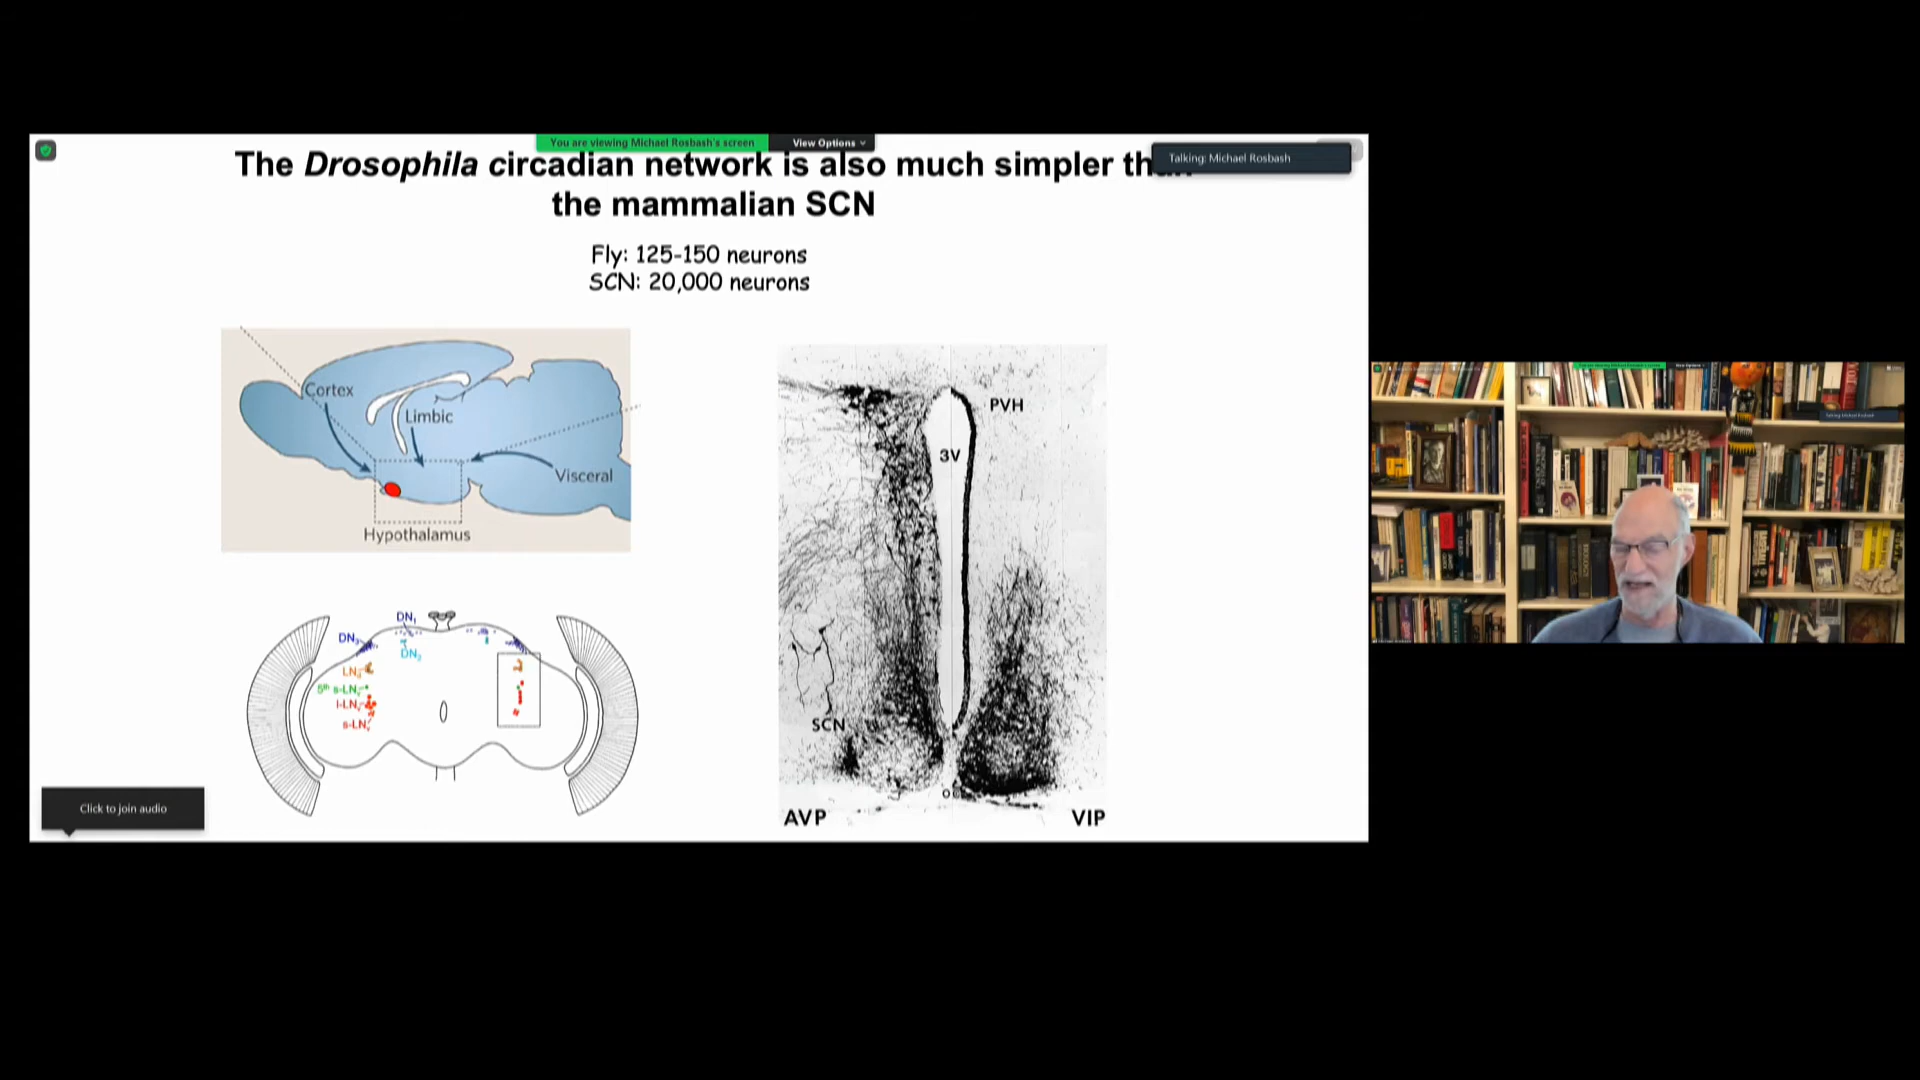 You are viewing Michael Rosbash's screen
View Options
Talking: Michael Rosbash
The Drosophila circadian network is also much simpler
the mammalian SCN
Fly: 125-150 neurons
SCN: 20,000 neurons
Cortex
Limbic
Visceral
Hypothalamus
PVH
3V
SCN
AVP
VIP
DN1
DN3
DN2
LNd
5th s-LNv
l-LNv
s-LNv
Click to join audio